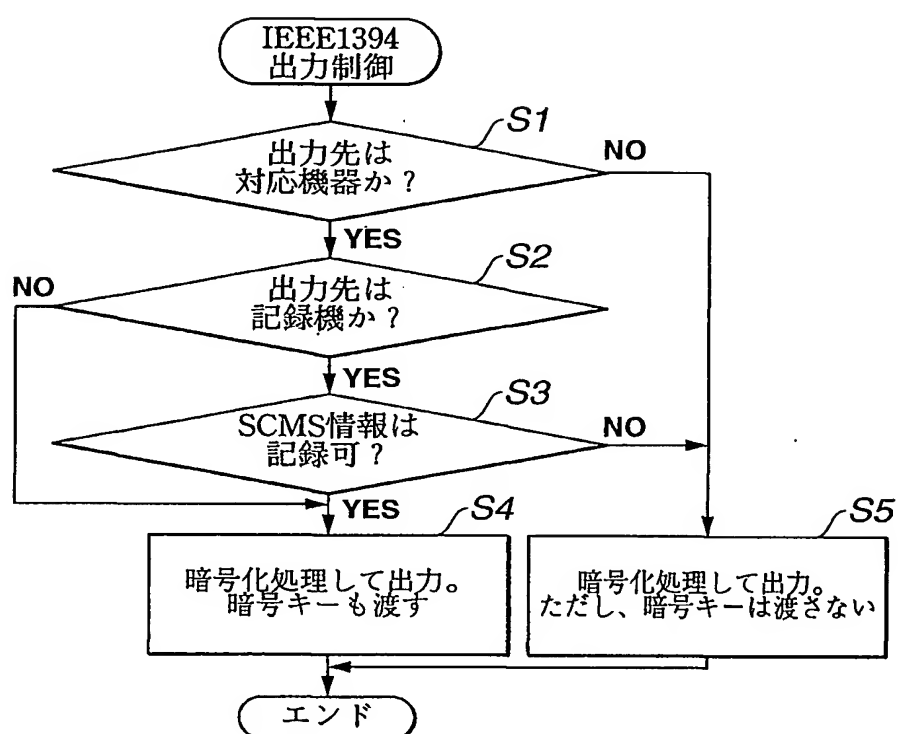 IEEE1394
出力制御
S1
出力先は
対応機器か?
NO
YES
S2
NO
出力先は
記録機か?
YES
S3
SCMS情報は
記録可?
NO
YES
S4
S5
暗号化処理して出力。
暗号キーも渡す
暗号化処理して出力。
ただし、暗号キーは渡さない
エンド